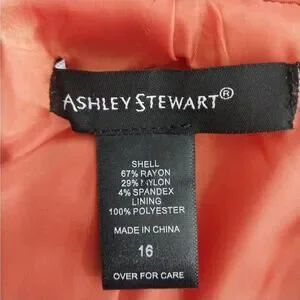 ASHLEY STEWART®
SHELL
67% RAYON
29% NYLON
4% SPANDEX
LINING
100% POLYESTER
MADE IN CHINA
16
OVER FOR CARE